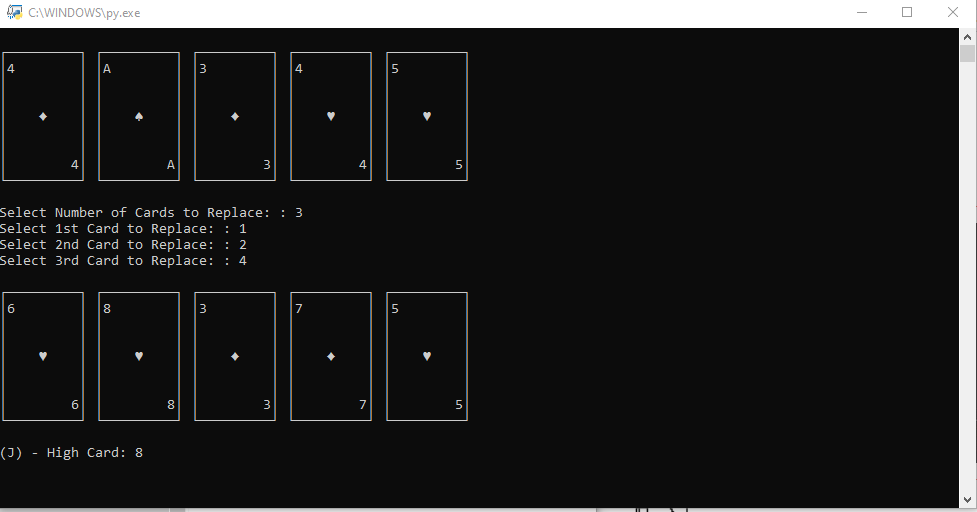 C:\WINDOWS\py.exe
4 A 3 4 5
♦ ♠ ♦ ♥ ♥
4 A 3 4 5
Select Number of Cards to Replace: : 3
Select 1st Card to Replace: : 1
Select 2nd Card to Replace: : 2
Select 3rd Card to Replace: : 4
6 8 3 7 5
♥ ♥ ♦ ♦ ♥
6 8 3 7 5
(J) - High Card: 8